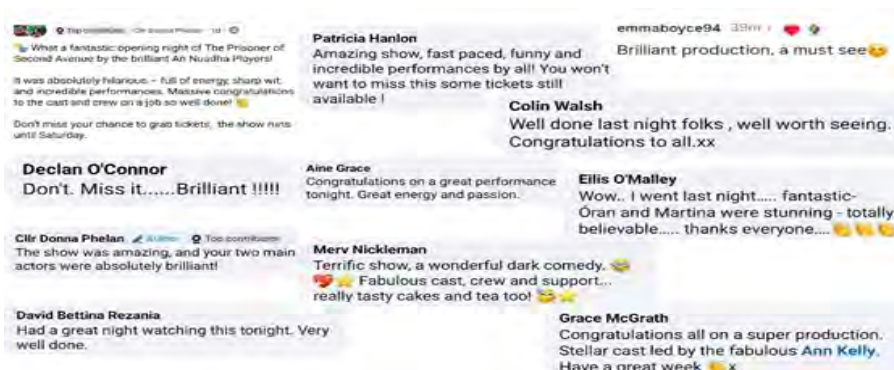 Top contributor
What a fantastic opening night of The Prisoner of
Second Avenue by the brilliant An Nuadha Players!
It was absolutely hilarious – full of energy, sharp wit,
and incredible performances. Massive congratulations
to the cast and crew on a job so well done! 👏
Don't miss your chance to grab tickets, the show runs
until Saturday.
Patricia Hanlon
Amazing show, fast paced, funny and
incredible performances by all! You won't
want to miss this some tickets still
available !
emmaboyce94 39m
Brilliant production, a must see😊
Colin Walsh
Well done last night folks , well worth seeing.
Congratulations to all.xx
Declan O'Connor
Don't. Miss it......Brilliant !!!!!
Aine Grace
Congratulations on a great performance
tonight. Great energy and passion.
Eilis O'Malley
Wow.. I went last night..... fantastic-
Óran and Martina were stunning - totally
believable..... thanks everyone.... 👏👏👏
Cllr Donna Phelan Author Top contributor
The show was amazing, and your two main
actors were absolutely brilliant!
Merv Nickleman
Terrific show, a wonderful dark comedy.
💖⭐ Fabulous cast, crew and support...
really tasty cakes and tea too! ⭐
David Bettina Rezania
Had a great night watching this tonight. Very
well done.
Grace McGrath
Congratulations all on a super production.
Stellar cast led by the fabulous Ann Kelly.
Have a great week 👏 x